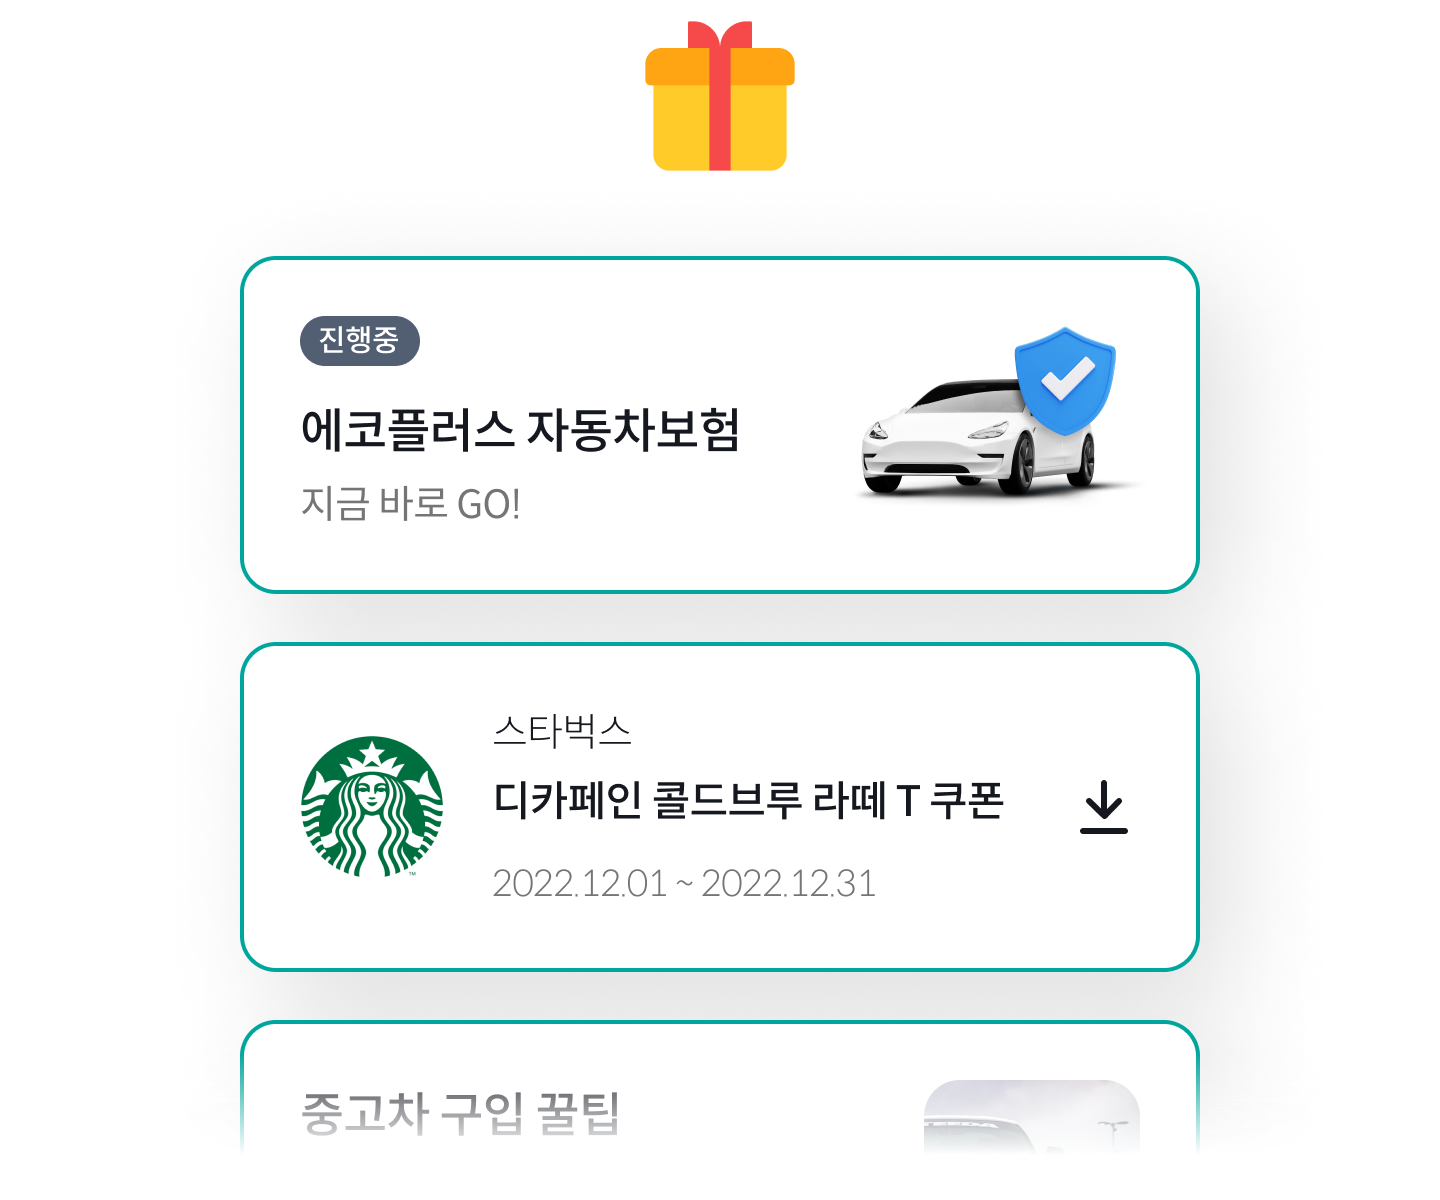 진행중
에코플러스 자동차보험
지금 바로 GO!
스타벅스
디카페인 콜드브루 라떼 T 쿠폰
2022.12.01 ~ 2022.12.31
TM
중고차 구입 꿀팁